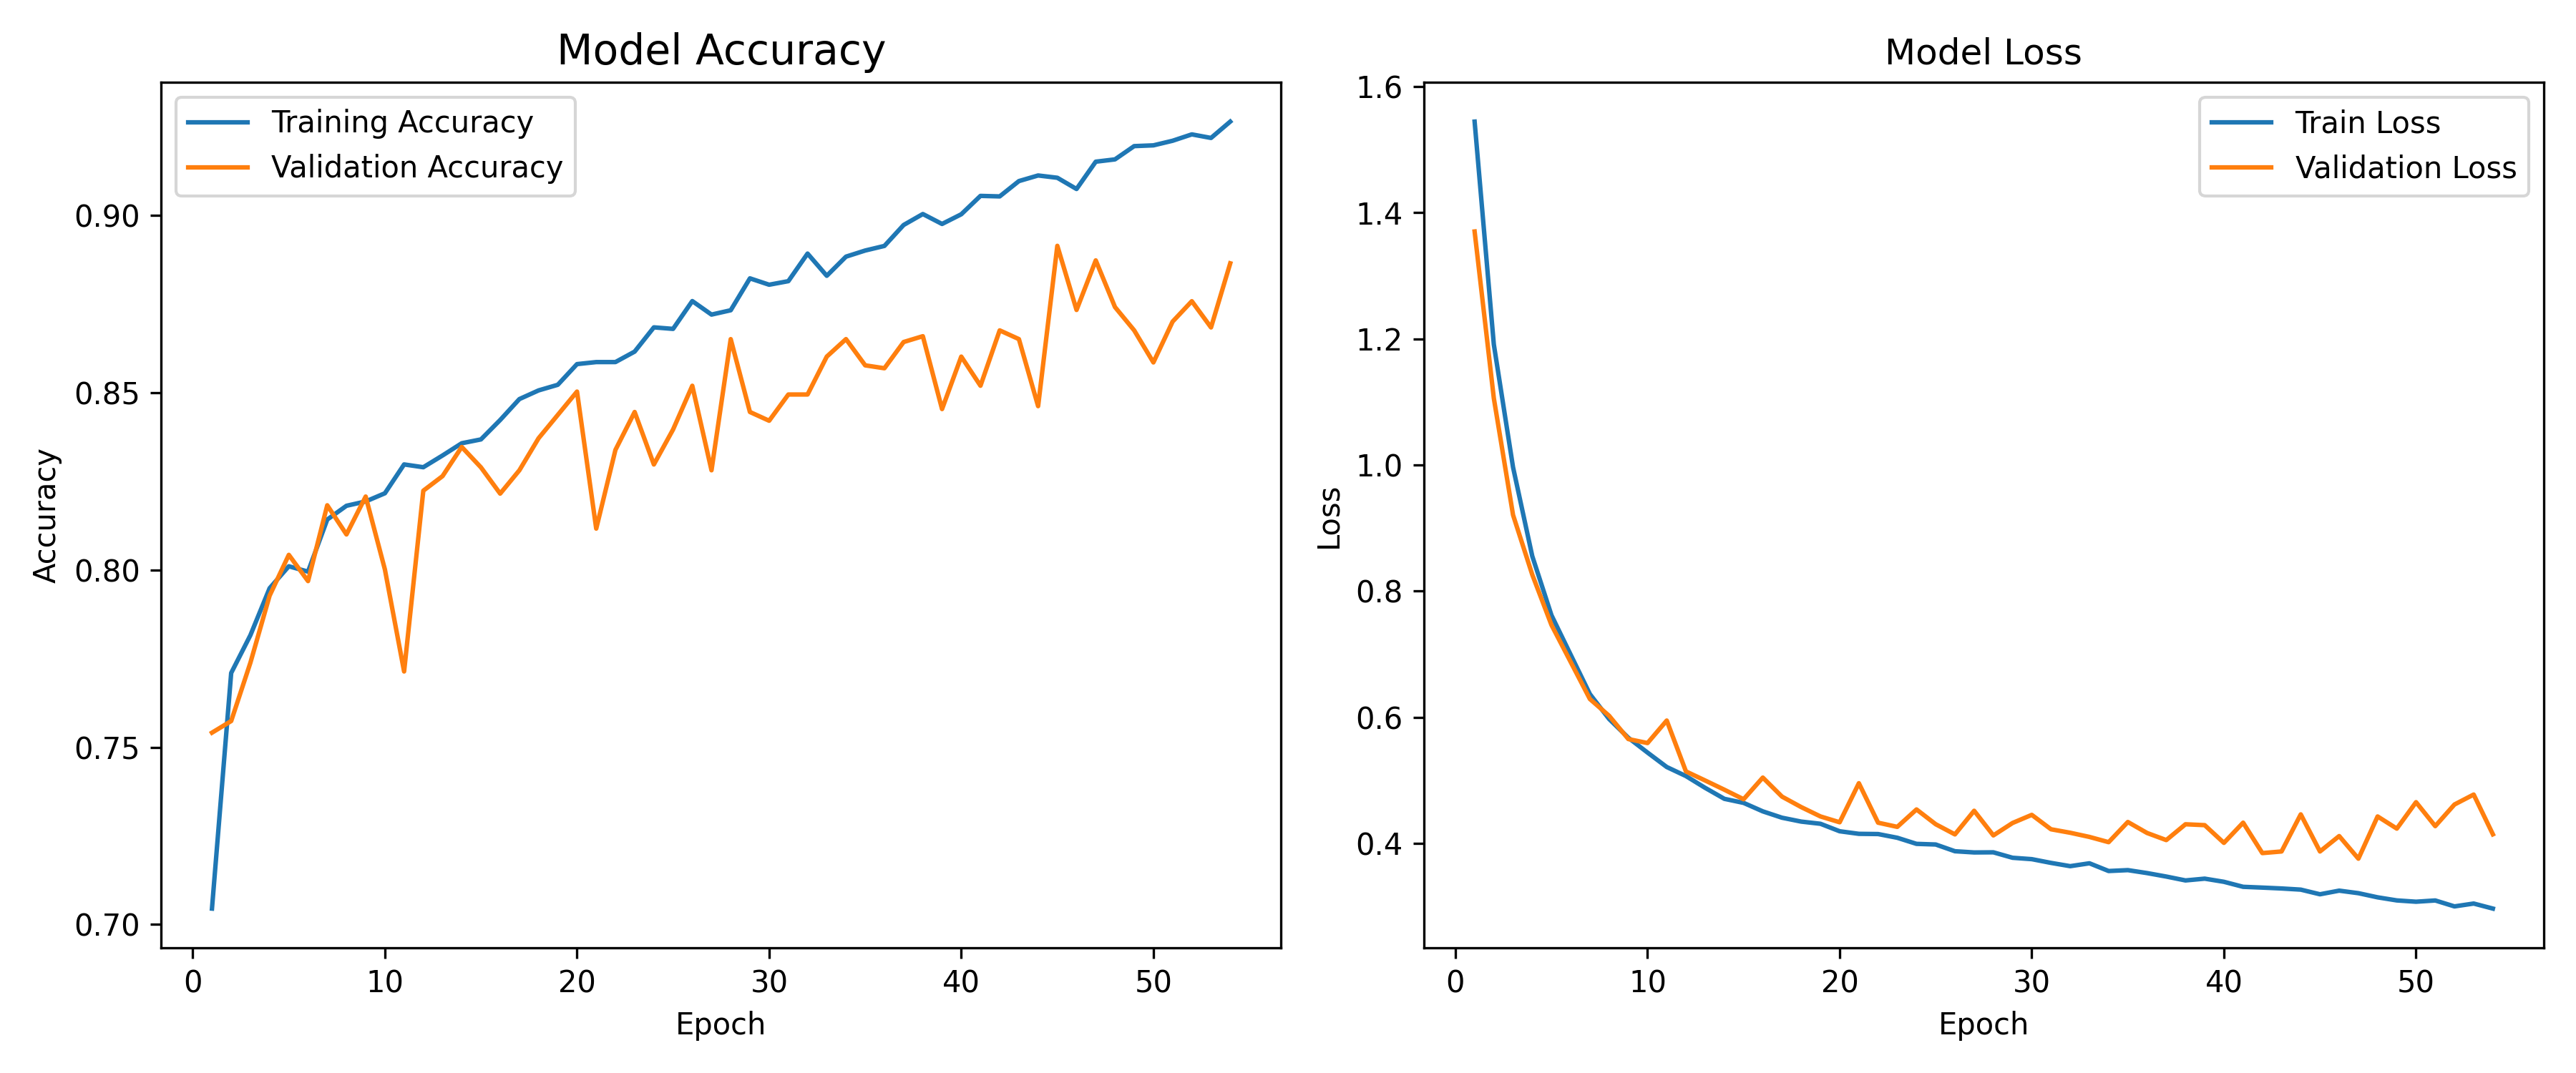 Model Accuracy
Training Accuracy
Validation Accuracy
0.90
0.85
0.80
0.75
0.70
Accuracy
0 10 20 30 40 50
Epoch
Model Loss
Train Loss
Validation Loss
1.6
1.4
1.2
1.0
0.8
0.6
0.4
Loss
0 10 20 30 40 50
Epoch